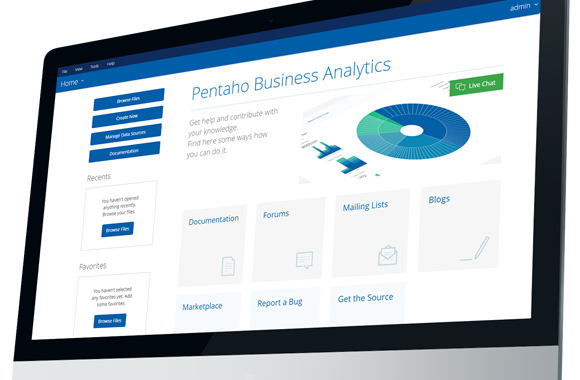 File View Tools Help
admin
Home
Browse Files
Create New
Manage Data Sources
Documentation
Recents
You haven't opened
anything recently.
Browse your files.
Browse Files
Favorites
You haven't selected
any favorites yet. Add
some favorites.
Browse Files
Pentaho Business Analytics
Get help and contribute with
your knowledge.
Find here some ways how
you can do it.
Live Chat
Documentation
Forums
Mailing Lists
Blogs
Marketplace
Report a Bug
Get the Source